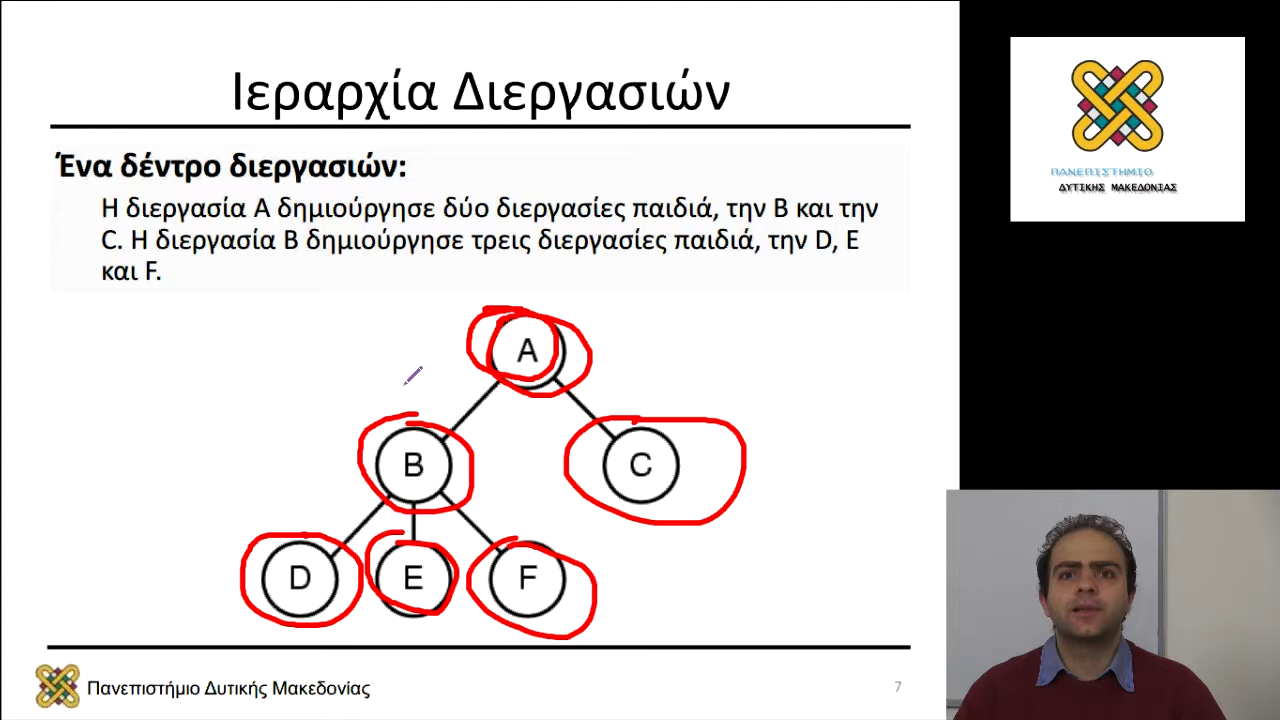 Ιεραρχία Διεργασιών
Ένα δέντρο διεργασιών:
Η διεργασία Α δημιούργησε δύο διεργασίες παιδιά, την Β και την
C. Η διεργασία Β δημιούργησε τρεις διεργασίες παιδιά, την D, E
και F.
A
B
C
D
E
F
Πανεπιστήμιο Δυτικής Μακεδονίας
7
ΠΑΝΕΠΙΣΤΗΜΙΟ
ΔΥΤΙΚΗΣ ΜΑΚΕΔΟΝΙΑΣ